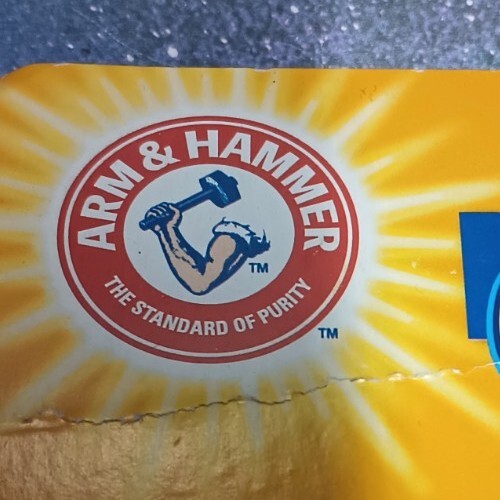 ARM & HAMMER
THE STANDARD OF PURITY
TM
TM